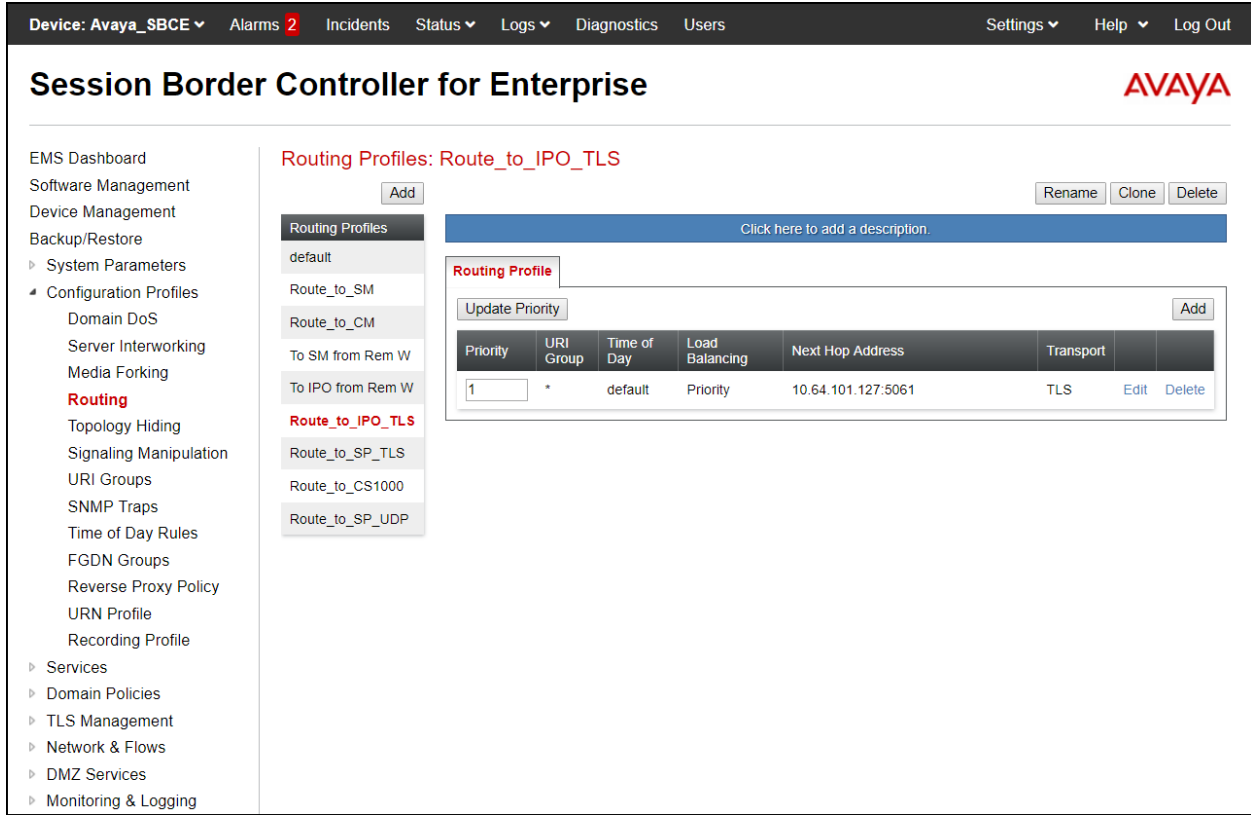 Device: Avaya_SBCE Alarms 2 Incidents Status Logs Diagnostics Users Settings Help Log Out
Session Border Controller for Enterprise
AVAYA
EMS Dashboard
Software Management
Device Management
Backup/Restore
System Parameters
Configuration Profiles
Domain DoS
Server Interworking
Media Forking
Routing
Topology Hiding
Signaling Manipulation
URI Groups
SNMP Traps
Time of Day Rules
FGDN Groups
Reverse Proxy Policy
URN Profile
Recording Profile
Services
Domain Policies
TLS Management
Network & Flows
DMZ Services
Monitoring & Logging
Routing Profiles: Route_to_IPO_TLS
Add
Rename Clone Delete
Routing Profiles
default
Route_to_SM
Route_to_CM
To SM from Rem W
To IPO from Rem W
Route_to_IPO_TLS
Route_to_SP_TLS
Route_to_CS1000
Route_to_SP_UDP
Click here to add a description.
Routing Profile
Update Priority Add
Priority URI Group Time of Day Load Balancing Next Hop Address Transport
1 * default Priority 10.64.101.127:5061 TLS Edit Delete